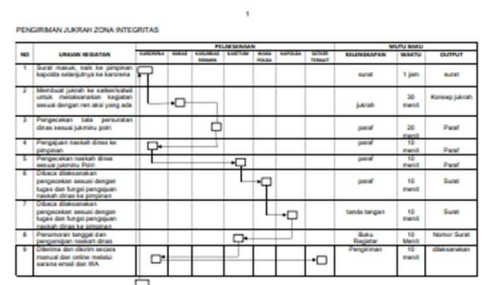 1
PENGIRIMAN JUKRAH ZONA INTEGRITAS
PELAKSANAAN
MUTU BAKU
NO
URAIAN KEGIATAN
KARORENA
KAPOLDA
KELENGKAPAN
WAKTU
OUTPUT
1
Surat masuk, naik ke pimpinan
kapolda selanjutnya ke karorena
surat
1 jam
surat
2
Membuat jukrah ke satker/satwil
untuk melaksanakan kegiatan
sesuai dengan ren aksi yang ada
jukrah
30
menit
Konsep jukrah
3
Pengecekan tata persuratan
dinas sesuai jukminu polri
paraf
20
menit
Paraf
4
Pengajuan naskah dinas ke
pimpinan
paraf
10
menit
Paraf
5
Pengecekan naskah dinas
sesuai jukminu Polri
paraf
10
menit
Paraf
6
Dibaca dilaksanakan
pengecekan sesuai dengan
tugas dan fungsi pengajuan
naskah dinas ke pimpinan
paraf
10
menit
Surat
7
Dibaca dilaksanakan
pengecekan sesuai dengan
tugas dan fungsi pengajuan
naskah dinas ke pimpinan
tanda tangan
10
menit
Surat
8
Penomoran tanggal dan
pengarsipan naskah dinas
Buku
Register
10
Menit
Nomor Surat
9
Diterima dan dikirim secara
manual dan online melalui
sarana email dan WA
Pengiriman
10
menit
dilaksanakan